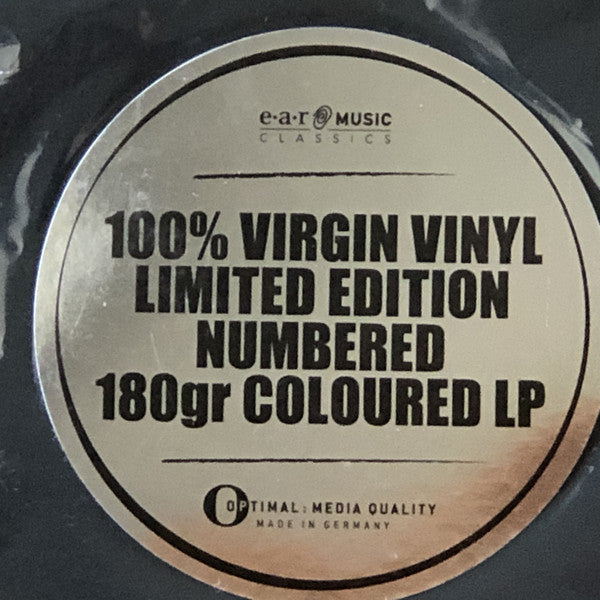 e·a·r MUSIC
CLASSICS
100% VIRGIN VINYL
LIMITED EDITION
NUMBERED
180gr COLOURED LP
OPTIMAL: MEDIA QUALITY
MADE IN GERMANY